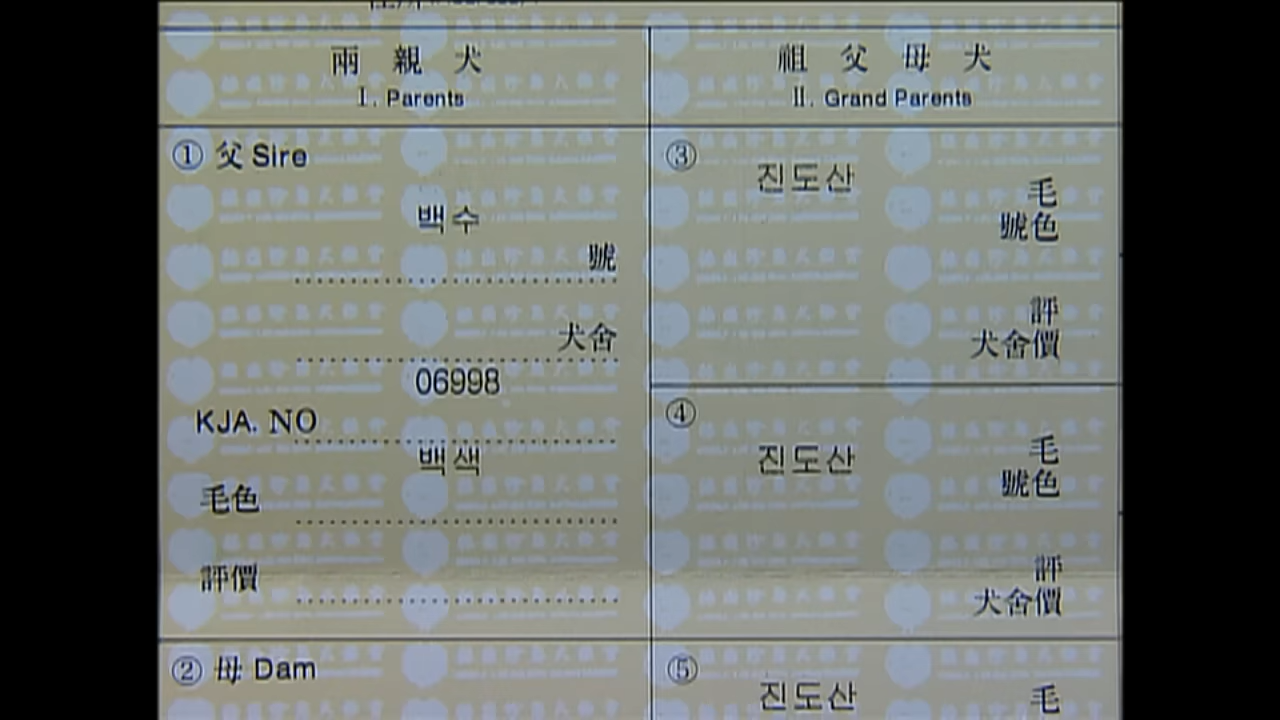 兩親犬
I. Parents
① 父 Sire
백수
號
犬舍
06998
KJA. NO
백색
毛色
評價
② 母 Dam
祖父母犬
II. Grand Parents
③
진도산
毛
號色
評
犬舍價
④
진도산
毛
號色
評
犬舍價
⑤
진도산
毛